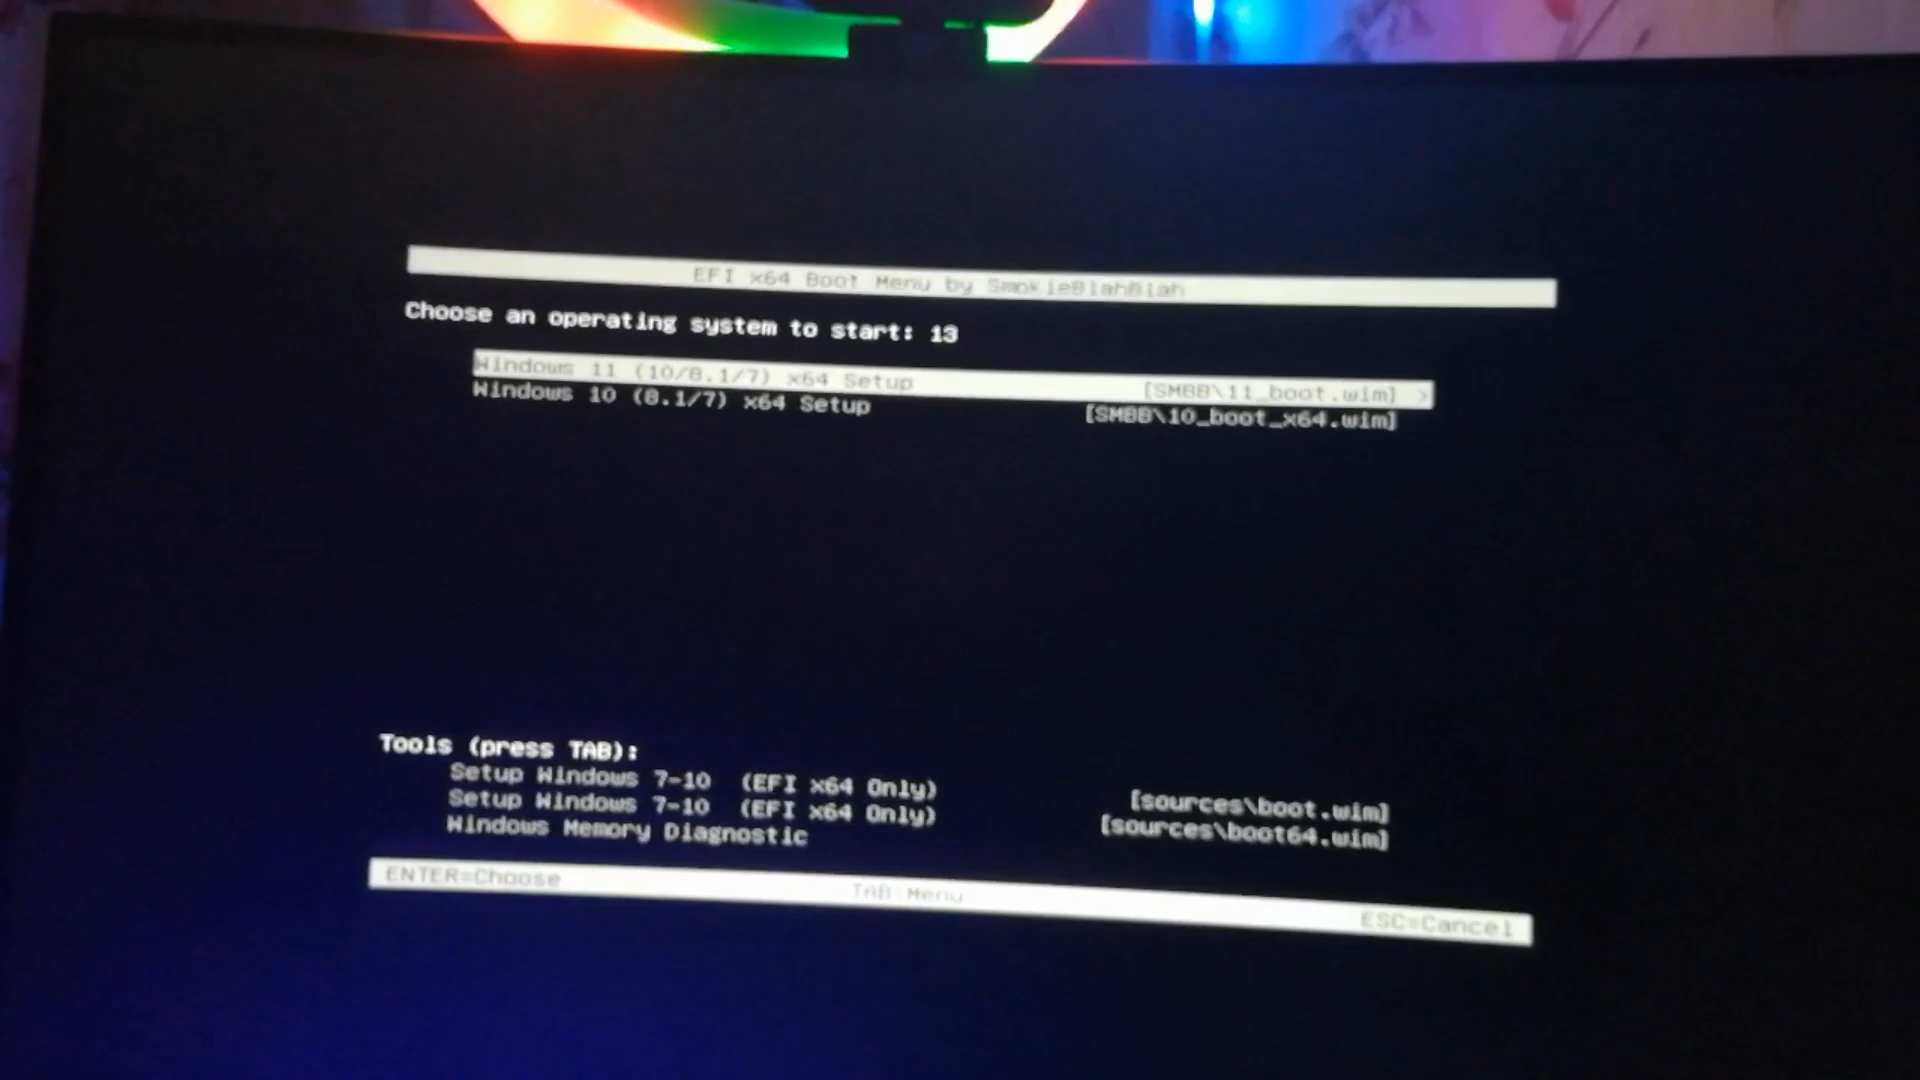 EFI x64 Boot Menu by SmokieBlahBlah
Choose an operating system to start: 13
Windows 11 (10/8.1/7) x64 Setup [SMBB\11_boot.wim] >
Windows 10 (8.1/7) x64 Setup [SMBB\10_boot_x64.wim]
Tools (press TAB):
Setup Windows 7-10 (EFI x64 Only) [sources\boot.wim]
Setup Windows 7-10 (EFI x64 Only) [sources\boot64.wim]
Windows Memory Diagnostic
ENTER=Choose TAB Menu ESC=Cancel